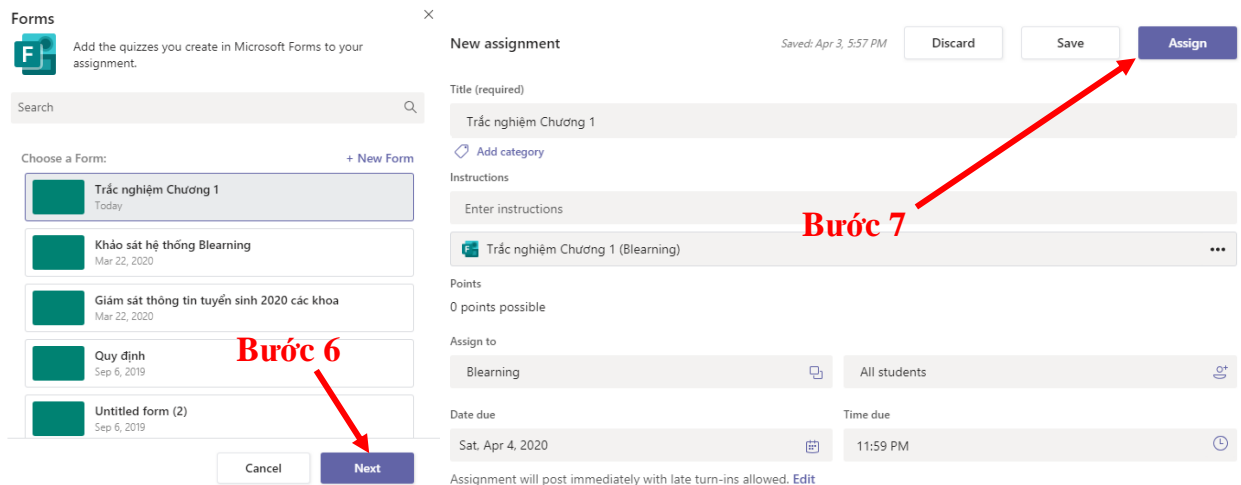 Forms
Add the quizzes you create in Microsoft Forms to your
assignment.
Search
Choose a Form:
+ New Form
Trắc nghiệm Chương 1
Today
Khảo sát hệ thống Blearning
Mar 22, 2020
Giám sát thông tin tuyển sinh 2020 các khoa
Mar 22, 2020
Quy định
Sep 6, 2019
Untitled form (2)
Sep 6, 2019
Bước 6
Cancel
Next
New assignment
Saved: Apr 3, 5:57 PM
Discard
Save
Assign
Title (required)
Trắc nghiệm Chương 1
Add category
Instructions
Enter instructions
Bước 7
Trắc nghiệm Chương 1 (Blearning)
Points
0 points possible
Assign to
Blearning
All students
Date due
Time due
Sat, Apr 4, 2020
11:59 PM
Assignment will post immediately with late turn-ins allowed. Edit